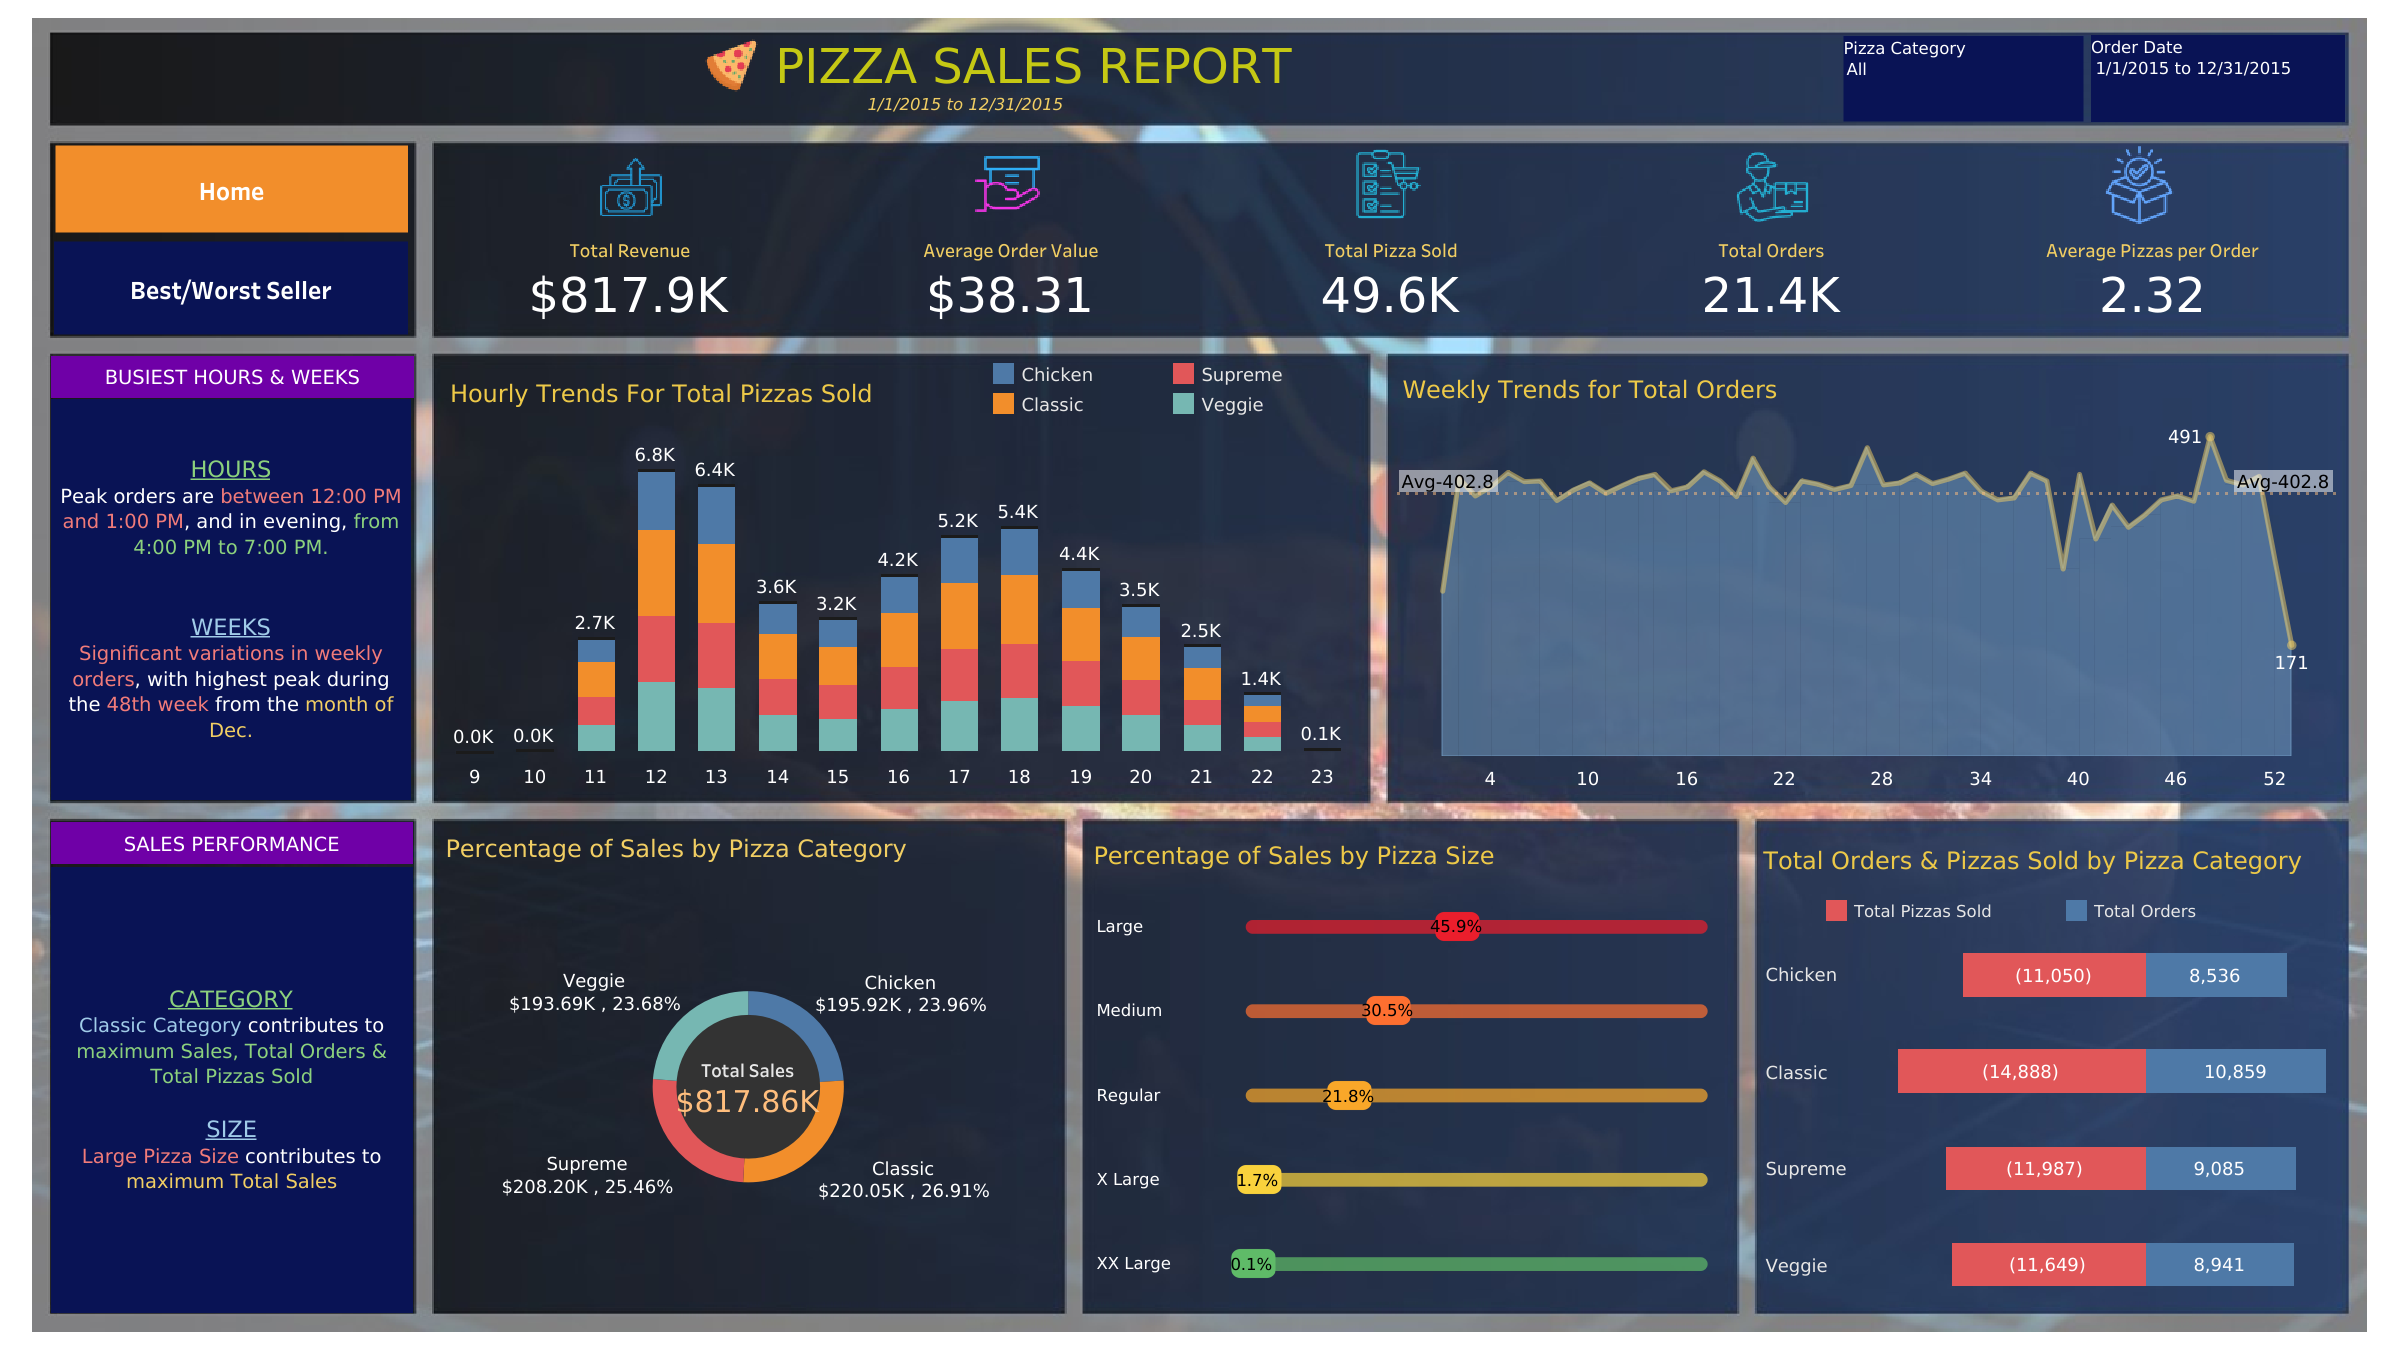 PIZZA SALES REPORT
1/1/2015 to 12/31/2015
Pizza Category
All
Order Date
1/1/2015 to 12/31/2015
Home
Best/Worst Seller
Total Revenue
$817.9K
Average Order Value
$38.31
Total Pizza Sold
49.6K
Total Orders
21.4K
Average Pizzas per Order
2.32
BUSIEST HOURS & WEEKS
HOURS
Peak orders are between 12:00 PM
and 1:00 PM, and in evening, from
4:00 PM to 7:00 PM.
WEEKS
Significant variations in weekly
orders, with highest peak during
the 48th week from the month of
Dec.
Hourly Trends For Total Pizzas Sold
Chicken Supreme
Classic Veggie
0.0K 0.0K 2.7K 6.8K 6.4K 3.6K 3.2K 4.2K 5.2K 5.4K 4.4K 3.5K 2.5K 1.4K 0.1K
9 10 11 12 13 14 15 16 17 18 19 20 21 22 23
Weekly Trends for Total Orders
491
Avg-402.8 Avg-402.8
171
4 10 16 22 28 34 40 46 52
SALES PERFORMANCE
CATEGORY
Classic Category contributes to
maximum Sales, Total Orders &
Total Pizzas Sold
SIZE
Large Pizza Size contributes to
maximum Total Sales
Percentage of Sales by Pizza Category
Veggie
$193.69K , 23.68%
Chicken
$195.92K , 23.96%
Total Sales
$817.86K
Supreme
$208.20K , 25.46%
Classic
$220.05K , 26.91%
Percentage of Sales by Pizza Size
Large 45.9%
Medium 30.5%
Regular 21.8%
X Large 1.7%
XX Large 0.1%
Total Orders & Pizzas Sold by Pizza Category
Total Pizzas Sold Total Orders
Chicken (11,050) 8,536
Classic (14,888) 10,859
Supreme (11,987) 9,085
Veggie (11,649) 8,941